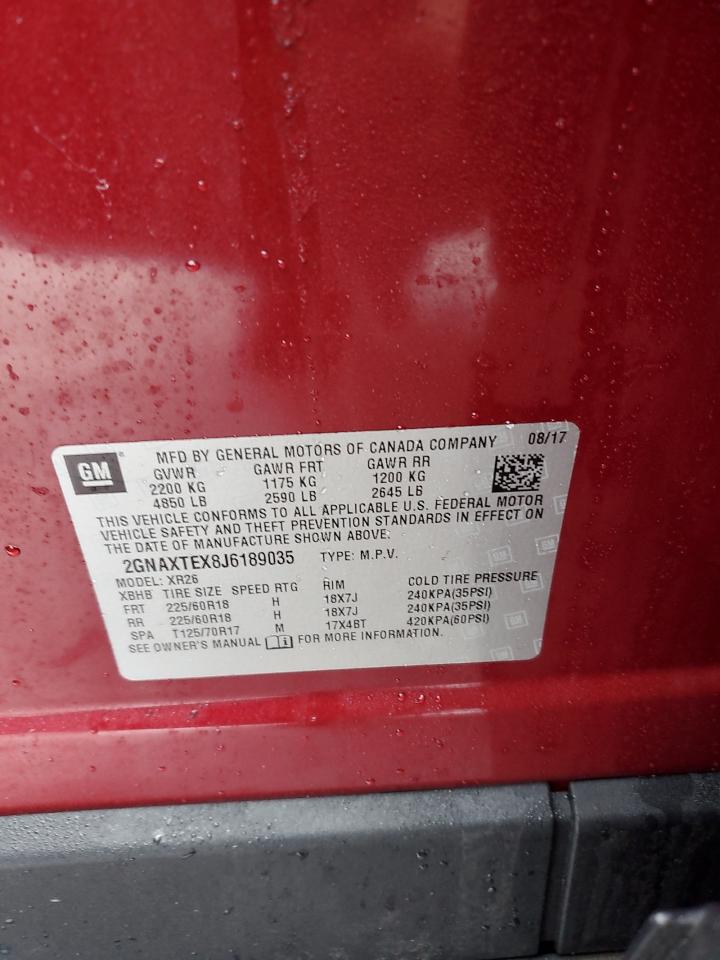 GM
MFD BY GENERAL MOTORS OF CANADA COMPANY 08/17
GVWR GAWR FRT GAWR RR
2200 KG 1175 KG 1200 KG
4850 LB 2590 LB 2645 LB
THIS VEHICLE CONFORMS TO ALL APPLICABLE U.S. FEDERAL MOTOR
VEHICLE SAFETY AND THEFT PREVENTION STANDARDS IN EFFECT ON
THE DATE OF MANUFACTURE SHOWN ABOVE.
2GNAXTEX8J6189035 TYPE: M.P.V.
MODEL: XR26
XBHB TIRE SIZE SPEED RTG RIM COLD TIRE PRESSURE
FRT 225/60R18 H 18X7J 240KPA(35PSI)
RR 225/60R18 H 18X7J 240KPA(35PSI)
SPA T125/70R17 M 17X4BT 420KPA(60PSI)
SEE OWNER'S MANUAL FOR MORE INFORMATION.